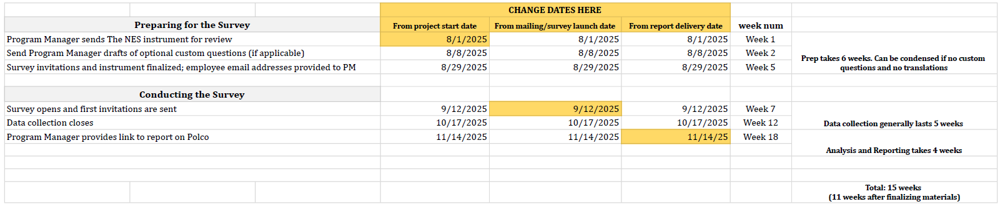 CHANGE DATES HERE
Preparing for the Survey From project start date From mailing/survey launch date From report delivery date week num
Program Manager sends The NES instrument for review 8/1/2025 8/1/2025 8/1/2025 Week 1
Send Program Manager drafts of optional custom questions (if applicable) 8/8/2025 8/8/2025 8/8/2025 Week 2
Survey invitations and instrument finalized; employee email addresses provided to PM 8/29/2025 8/29/2025 8/29/2025 Week 5
Prep takes 6 weeks. Can be condensed if no custom
questions and no translations
Conducting the Survey
Survey opens and first invitations are sent 9/12/2025 9/12/2025 9/12/2025 Week 7
Data collection closes 10/17/2025 10/17/2025 10/17/2025 Week 12
Data collection generally lasts 5 weeks
Program Manager provides link to report on Polco 11/14/2025 11/14/2025 11/14/25 Week 18
Analysis and Reporting takes 4 weeks
Total: 15 weeks
(11 weeks after finalizing materials)